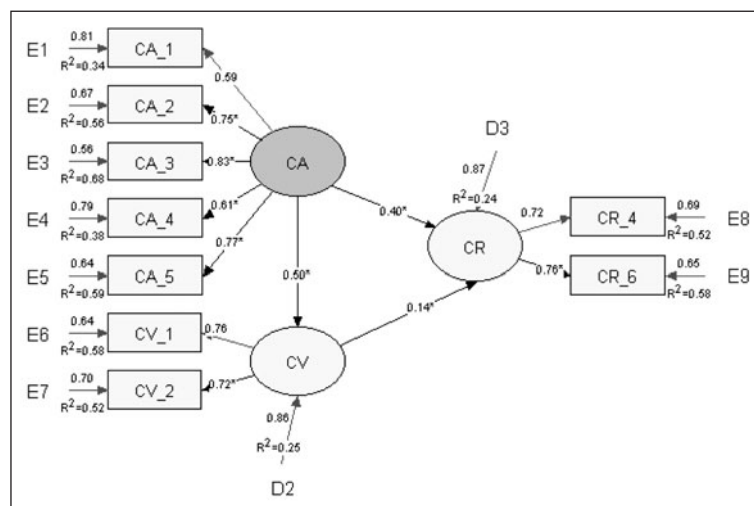 E1
0.81
R²=0.34
CA_1
0.59
E2
0.67
R²=0.56
CA_2
0.75*
E3
0.56
R²=0.68
CA_3
0.83*
E4
0.79
R²=0.38
CA_4
0.61*
E5
0.64
R²=0.59
CA_5
0.77*
E6
0.64
R²=0.58
CV_1
0.76
E7
0.70
R²=0.52
CV_2
0.72*
CA
0.40*
0.50*
CV
0.14*
0.86
R²=0.25
D2
D3
0.87
R²=0.24
CR
0.72
CR_4
0.69
R²=0.52
E8
0.76*
CR_6
0.65
R²=0.58
E9